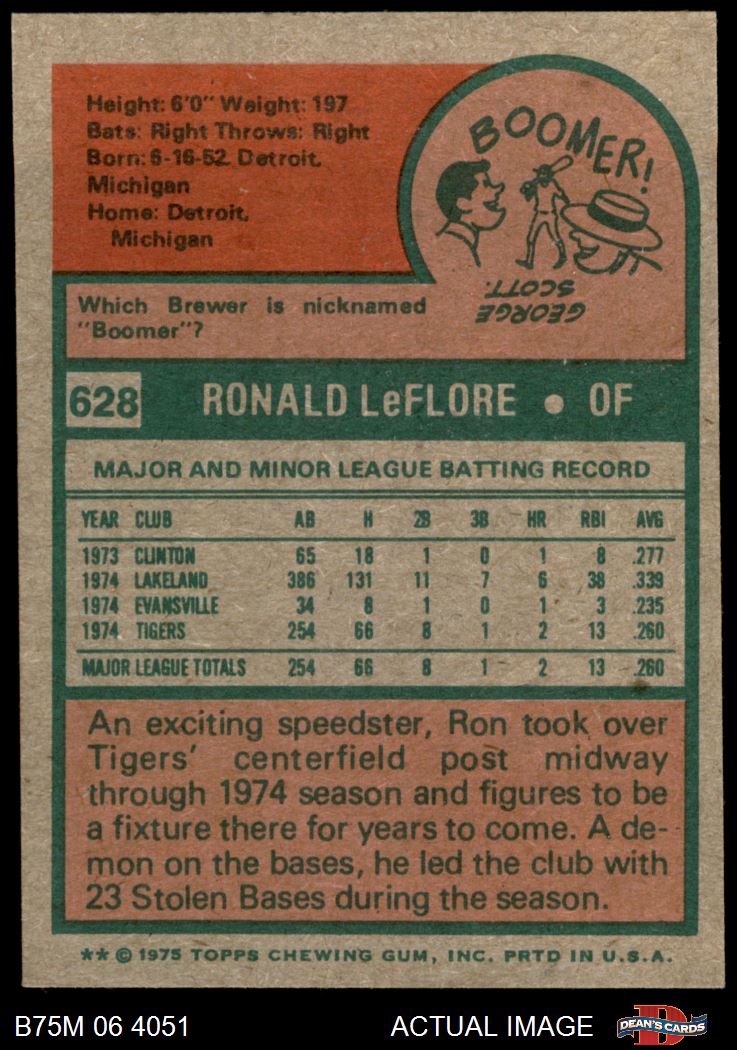 Height: 6'0" Weight: 197
Bats: Right Throws: Right
Born: 6-16-52 Detroit,
Michigan
Home: Detroit,
Michigan
BOOMER!
GEORGE
SCOTT.
Which Brewer is nicknamed
"Boomer"?
628 RONALD LeFLORE • OF
MAJOR AND MINOR LEAGUE BATTING RECORD
YEAR CLUB AB H 2B 3B HR RBI AVG
1973 CLINTON 65 18 1 0 1 8 .277
1974 LAKELAND 386 131 11 7 6 38 .339
1974 EVANSVILLE 34 8 1 0 1 3 .235
1974 TIGERS 254 66 8 1 2 13 .260
MAJOR LEAGUE TOTALS 254 66 8 1 2 13 .260
An exciting speedster, Ron took over
Tigers' centerfield post midway
through 1974 season and figures to be
a fixture there for years to come. A de-
mon on the bases, he led the club with
23 Stolen Bases during the season.
** © 1975 TOPPS CHEWING GUM, INC. PRTD IN U.S.A.
B75M 06 4051 ACTUAL IMAGE D DEAN'S CARDS